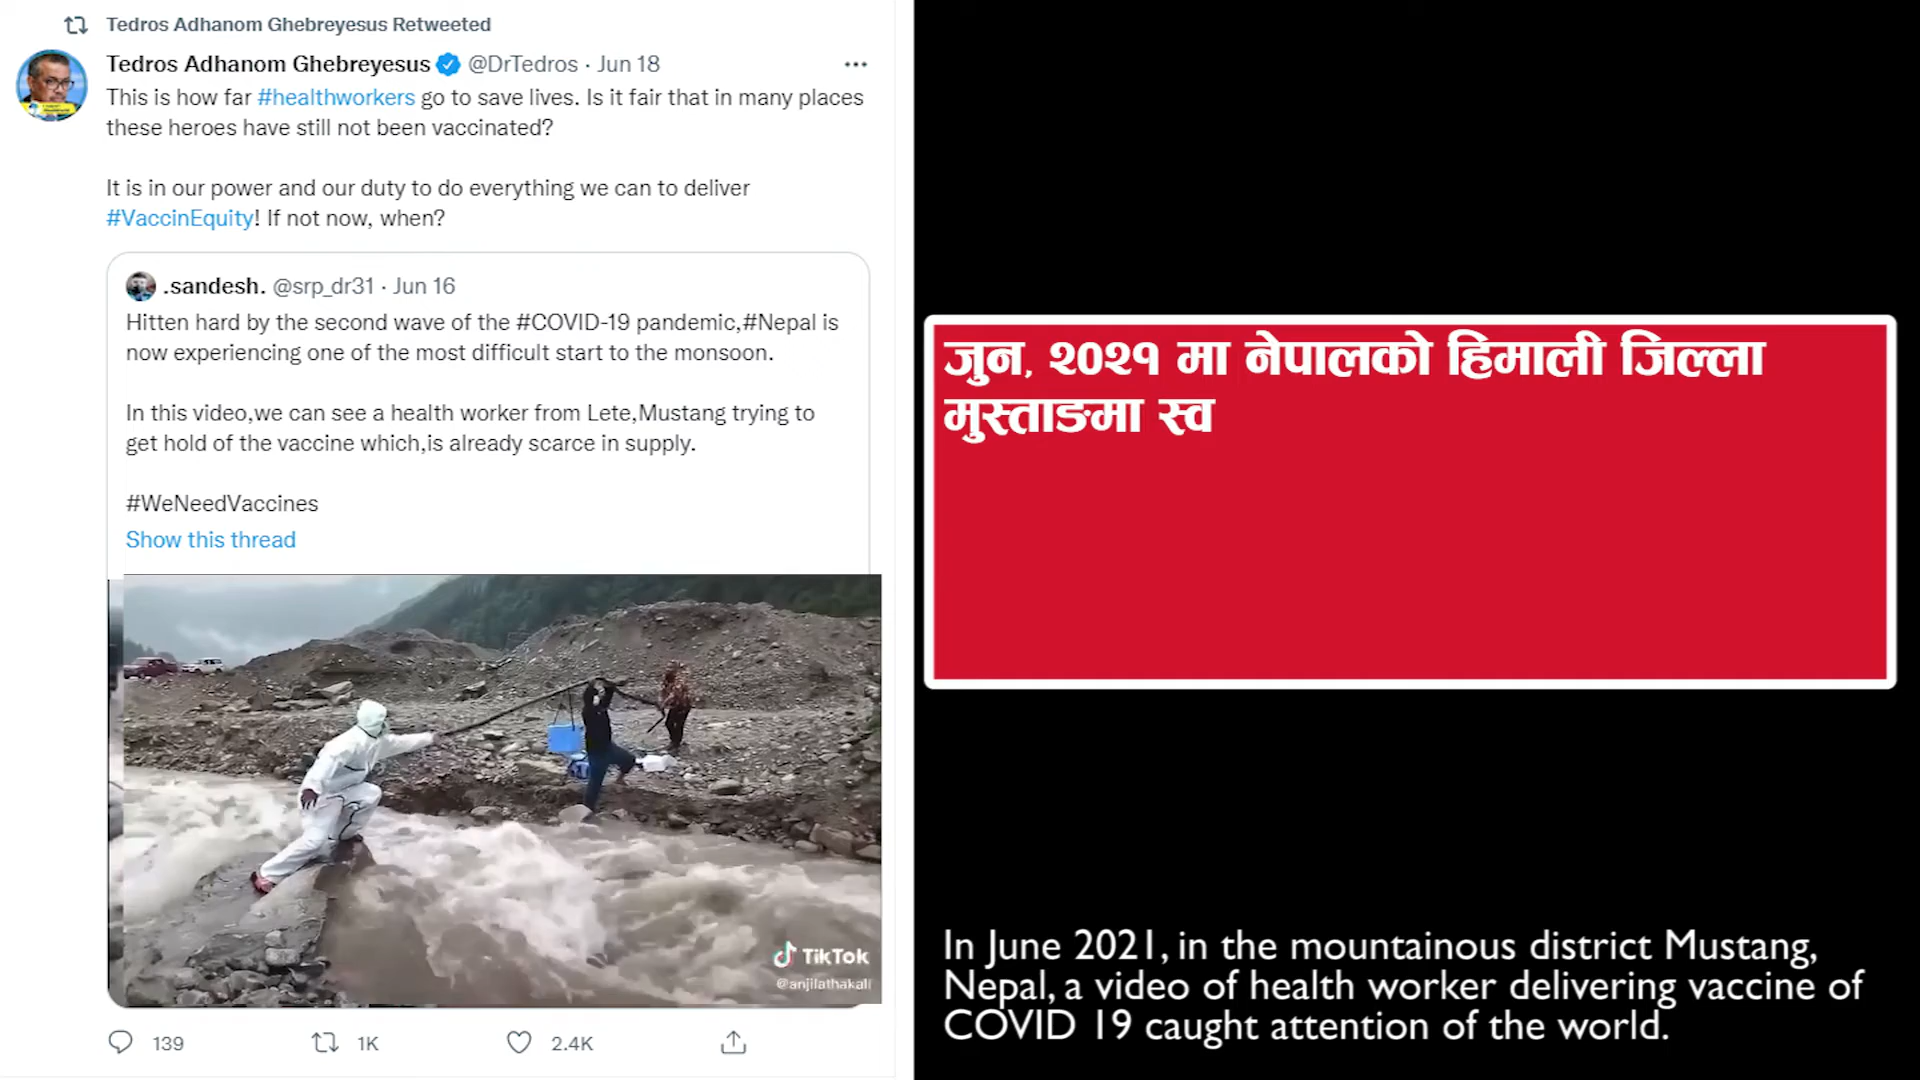 Tedros Adhanom Ghebreyesus Retweeted
Tedros Adhanom Ghebreyesus @DrTedros · Jun 18
This is how far #healthworkers go to save lives. Is it fair that in many places
these heroes have still not been vaccinated?
It is in our power and our duty to do everything we can to deliver
#VaccinEquity! If not now, when?
.sandesh. @srp_dr31 · Jun 16
Hitten hard by the second wave of the #COVID-19 pandemic,#Nepal is
now experiencing one of the most difficult start to the monsoon.
In this video,we can see a health worker from Lete,Mustang trying to
get hold of the vaccine which,is already scarce in supply.
#WeNeedVaccines
Show this thread
TikTok
@anjilathakali
139 1K 2.4K
जुन, २०२१ मा नेपालको हिमाली जिल्ला
मुस्ताङमा स्व
In June 2021, in the mountainous district Mustang,
Nepal, a video of health worker delivering vaccine of
COVID 19 caught attention of the world.